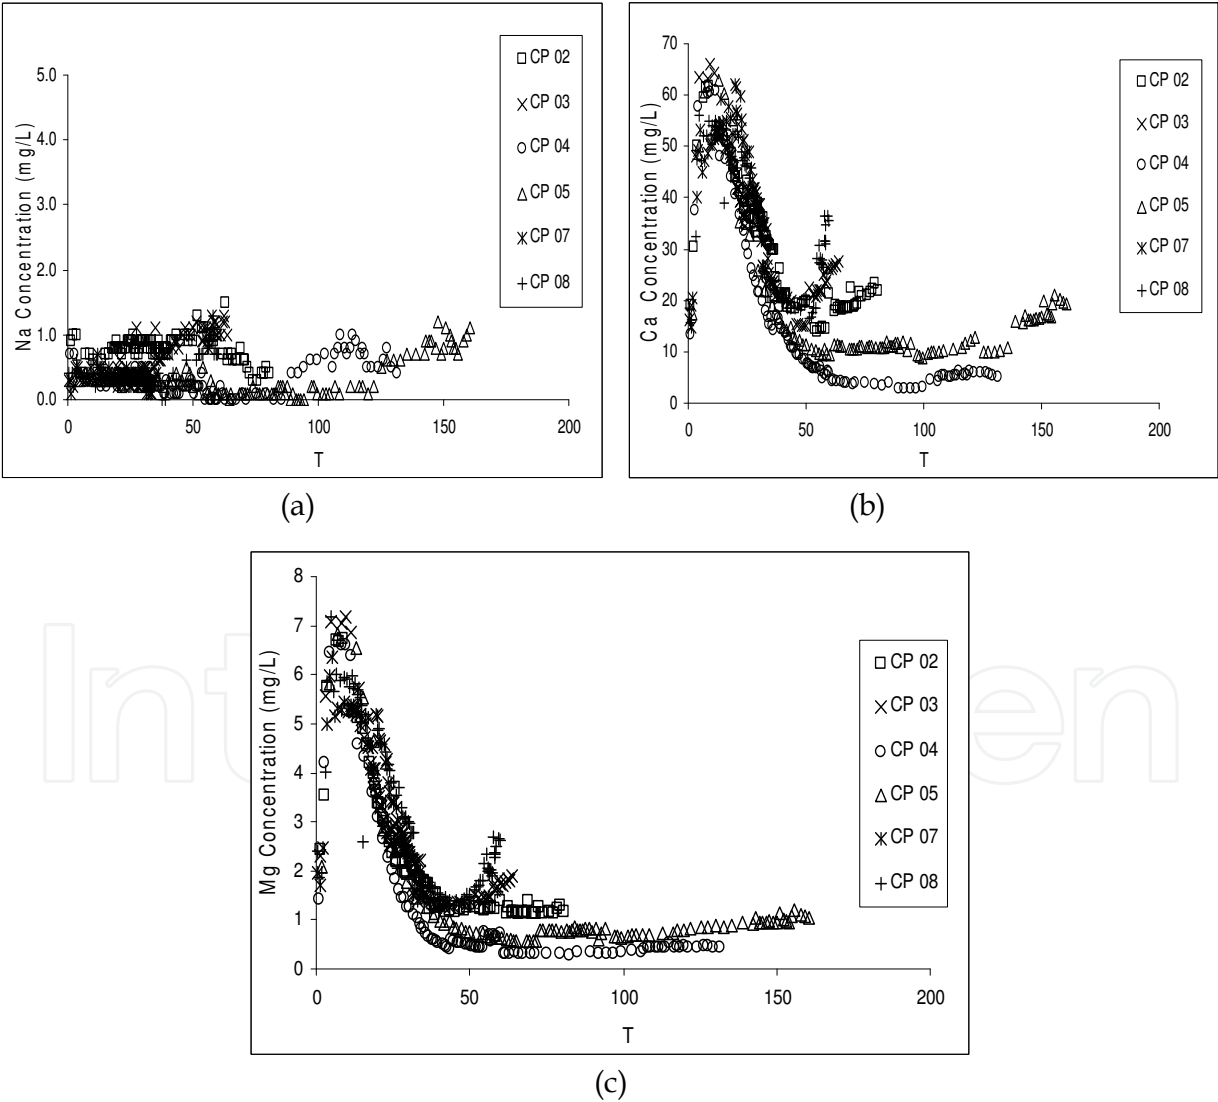 CP 02
CP 03
CP 04
CP 05
CP 07
CP 08
5.0
4.0
3.0
2.0
1.0
0.0
Na Concentration (mg/L)
0 50 100 150 200
T
(a)
CP 02
CP 03
CP 04
CP 05
CP 07
CP 08
70
60
50
40
30
20
10
0
Ca Concentration (mg/L)
0 50 100 150 200
T
(b)
CP 02
CP 03
CP 04
CP 05
CP 07
CP 08
8
7
6
5
4
3
2
1
0
Mg Concentration (mg/L)
0 50 100 150 200
T
(c)